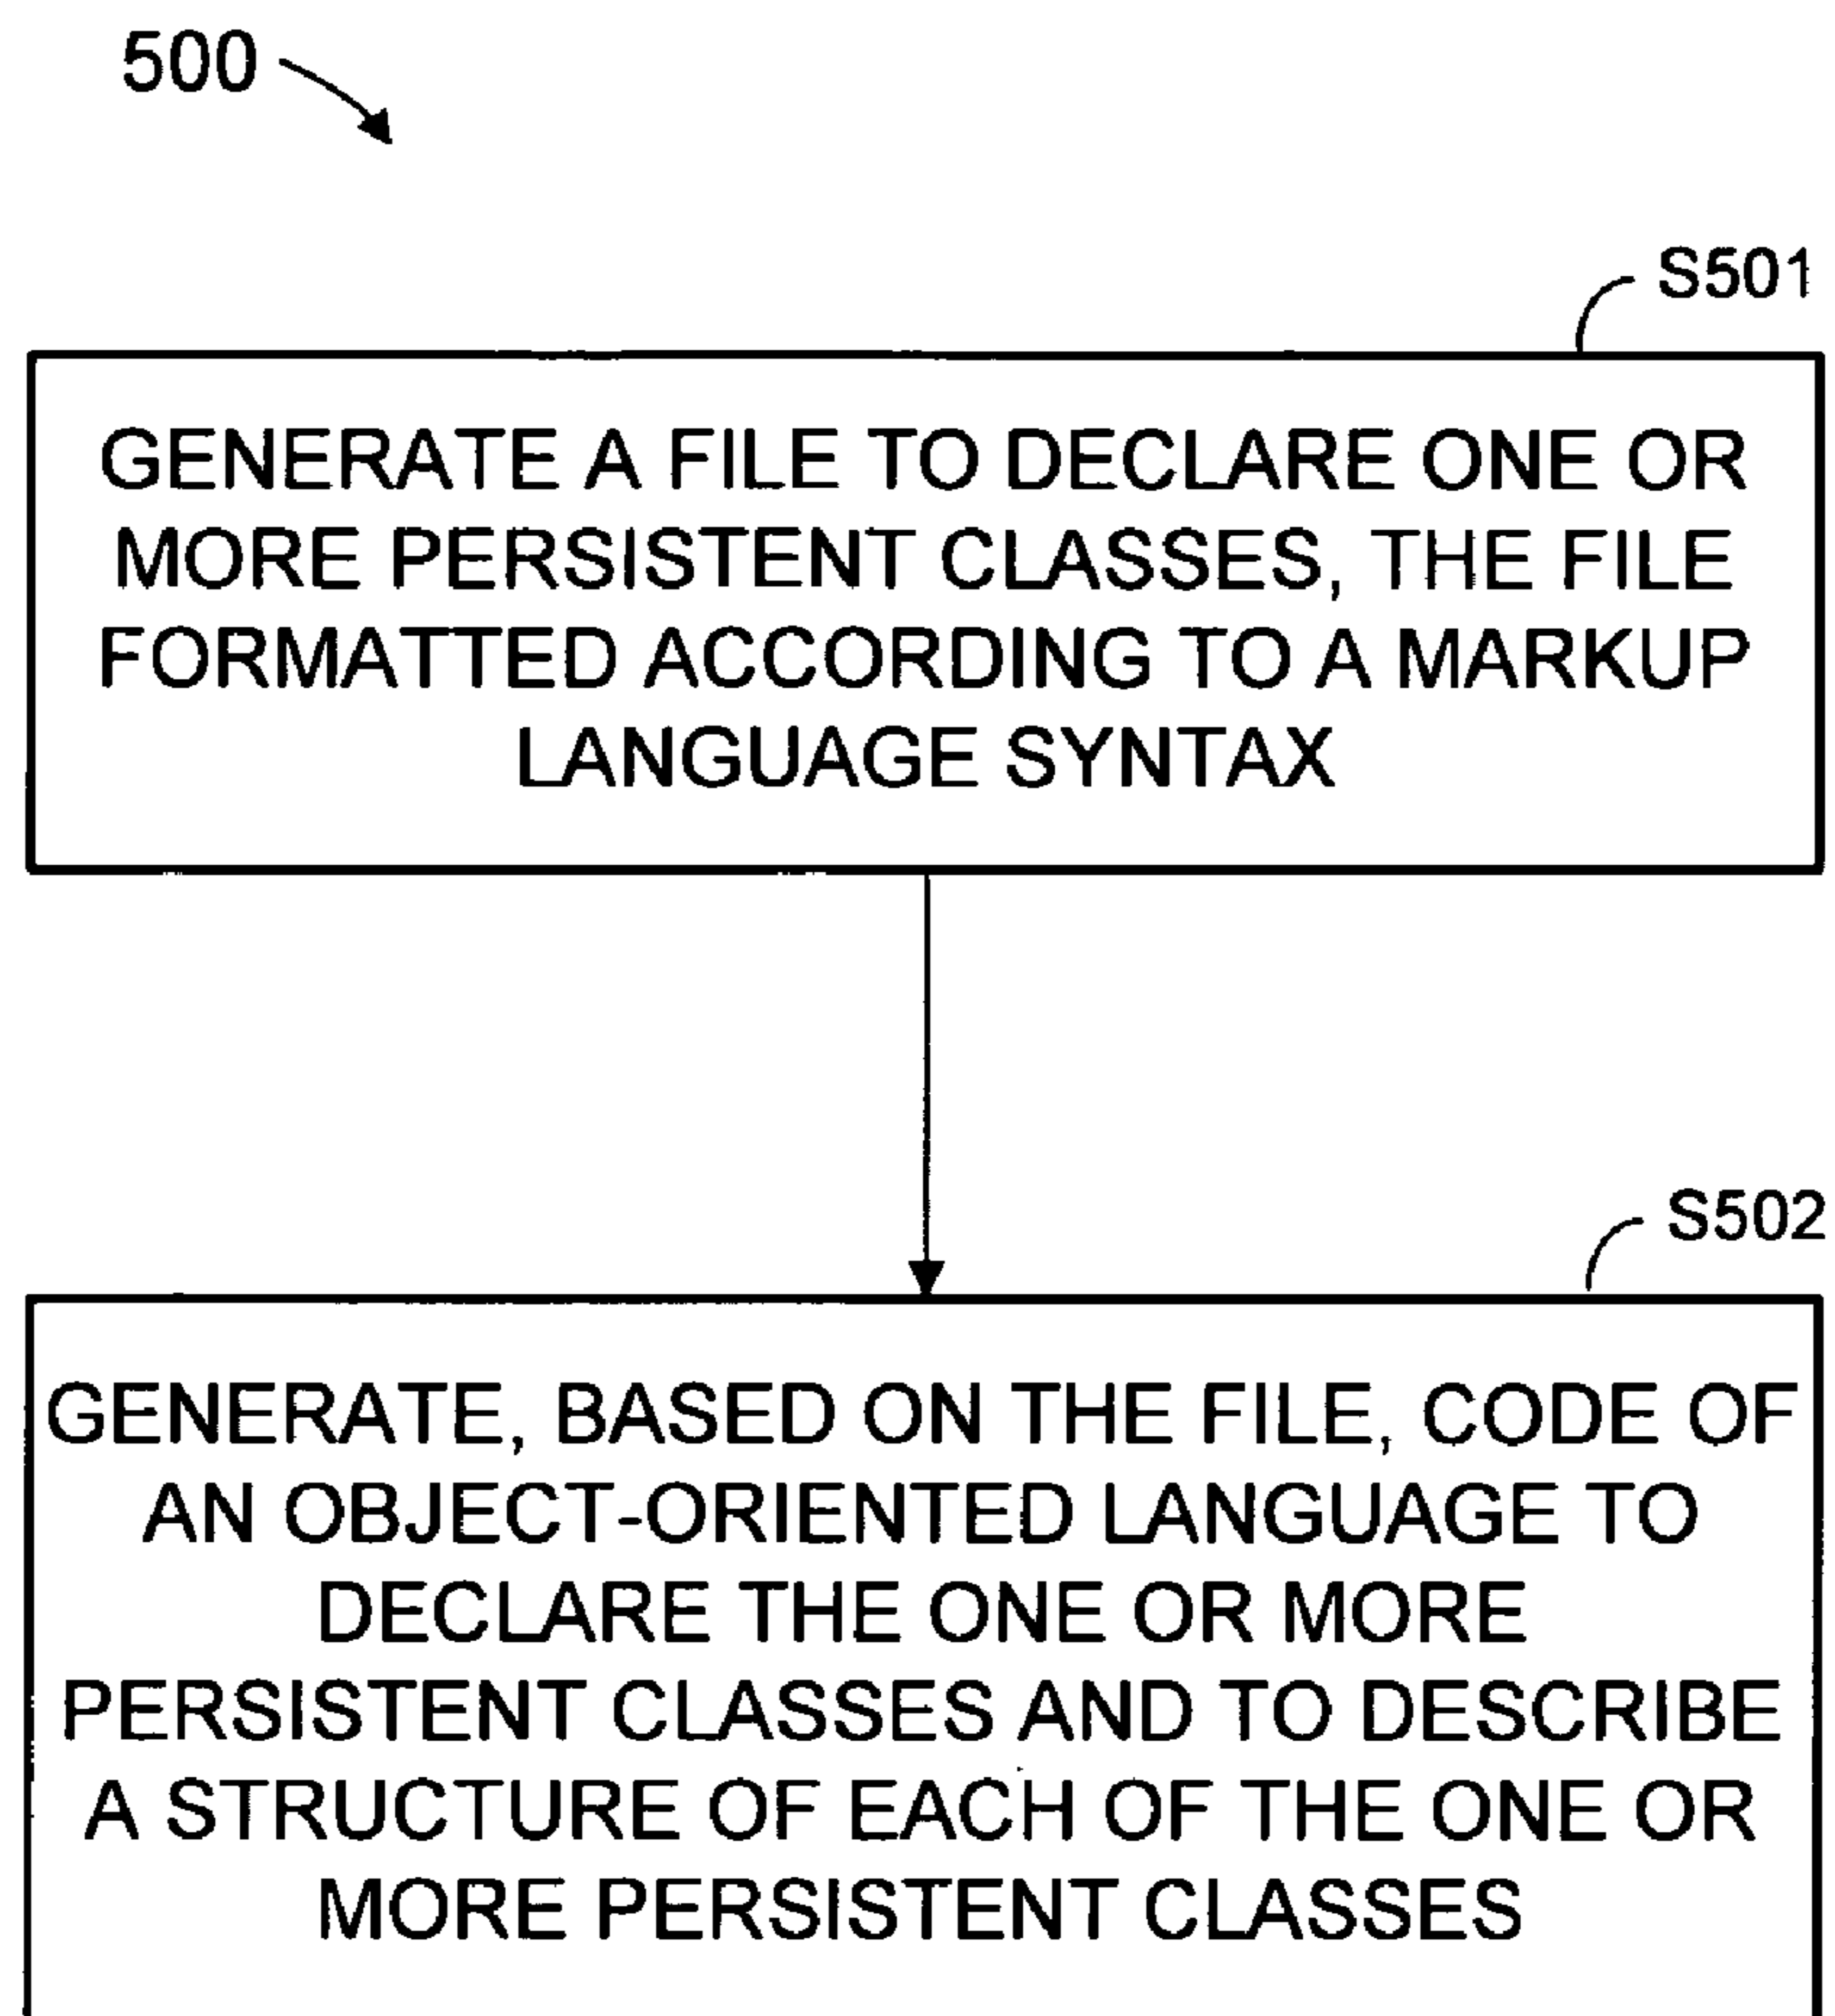 500
S501
GENERATE A FILE TO DECLARE ONE OR
MORE PERSISTENT CLASSES, THE FILE
FORMATTED ACCORDING TO A MARKUP
LANGUAGE SYNTAX
S502
GENERATE, BASED ON THE FILE, CODE OF
AN OBJECT-ORIENTED LANGUAGE TO
DECLARE THE ONE OR MORE
PERSISTENT CLASSES AND TO DESCRIBE
A STRUCTURE OF EACH OF THE ONE OR
MORE PERSISTENT CLASSES